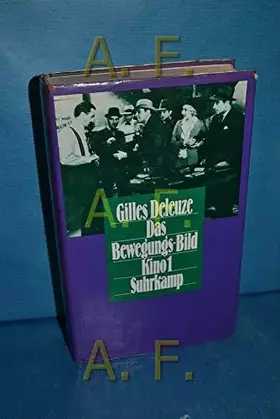 A. F.
A. F.
Gilles Deleuze
Das
Bewegungs-Bild
Kino 1
Suhrkamp
A. F.